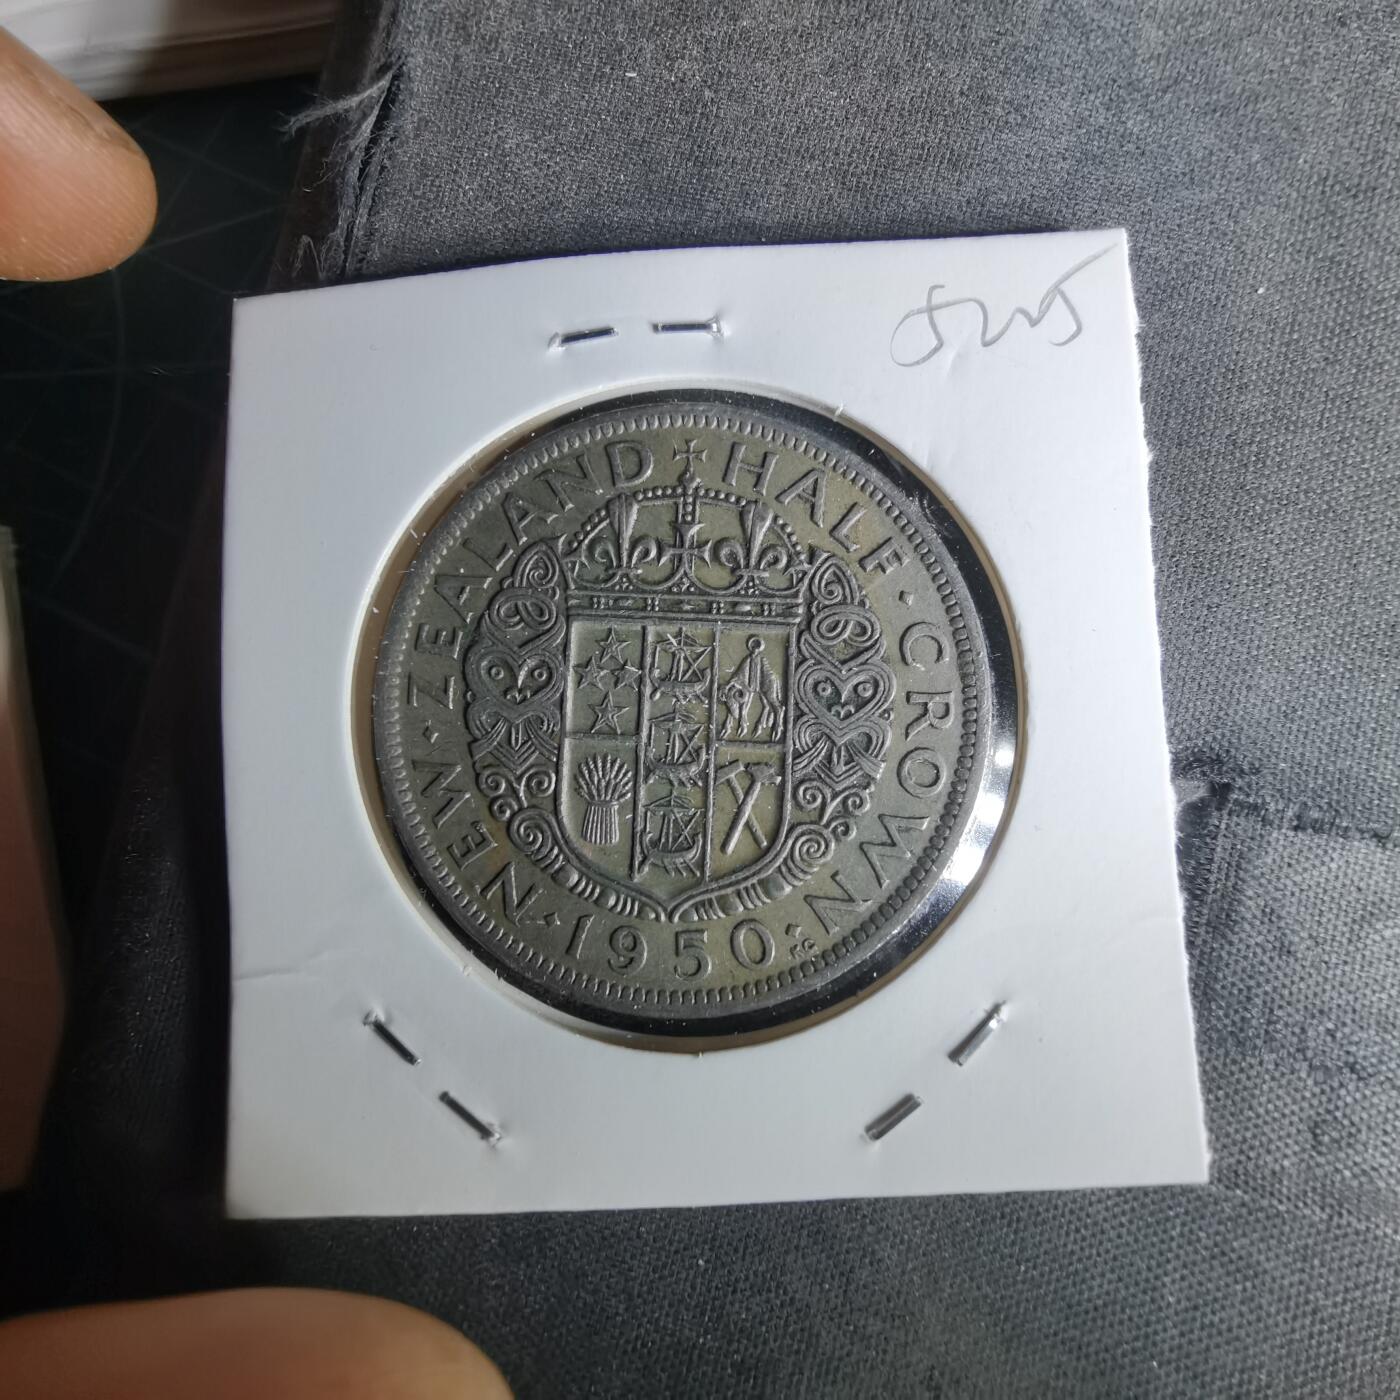 NEW · ZEALAND HALF · CROWN
· 1950 :
KG